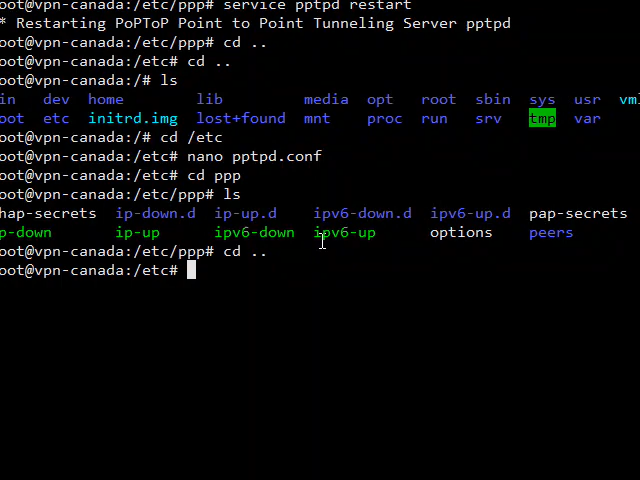 root@vpn-canada:/etc/ppp# service pptpd restart
* Restarting PoPToP Point to Point Tunneling Server pptpd
oot@vpn-canada:/etc/ppp# cd ..
oot@vpn-canada:/etc# cd ..
oot@vpn-canada:/# ls
in dev home lib media opt root sbin sys usr vml
oot etc initrd.img lost+found mnt proc run srv tmp var
oot@vpn-canada:/# cd /etc
oot@vpn-canada:/etc# nano pptpd.conf
oot@vpn-canada:/etc# cd ppp
oot@vpn-canada:/etc/ppp# ls
hap-secrets ip-down.d ip-up.d ipv6-down.d ipv6-up.d pap-secrets
p-down ip-up ipv6-down ipv6-up options peers
oot@vpn-canada:/etc/ppp# cd ..
oot@vpn-canada:/etc#